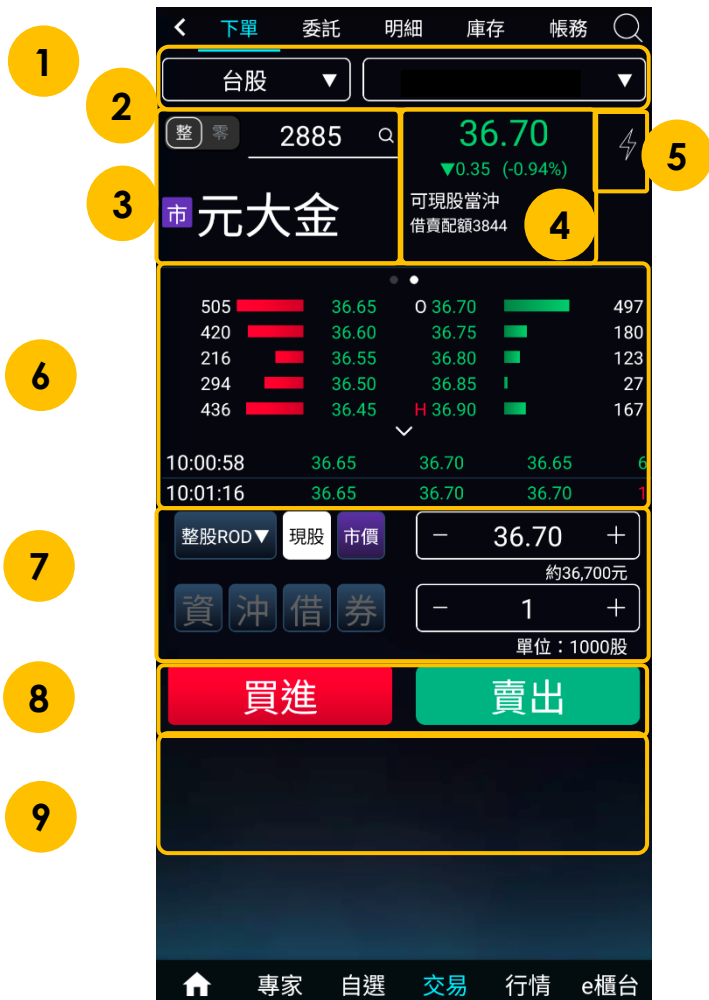 下單 委託 明細 庫存 帳務
1
台股 ▼ ▼
2
整 零 2885
36.70
5
▼0.35 (-0.94%)
3
市 元大金
可現股當沖
借賣配額3844
4
505 36.65 O 36.70 497
420 36.60 36.75 180
6
216 36.55 36.80 123
294 36.50 36.85 27
436 36.45 H 36.90 167
10:00:58 36.65 36.70 36.65 6
10:01:16 36.65 36.70 36.70 1
7
整股ROD▼ 現股 市價 − 36.70 +
約36,700元
資 沖 借 券 − 1 +
單位：1000股
8
買進 賣出
9
專家 自選 交易 行情 e櫃台